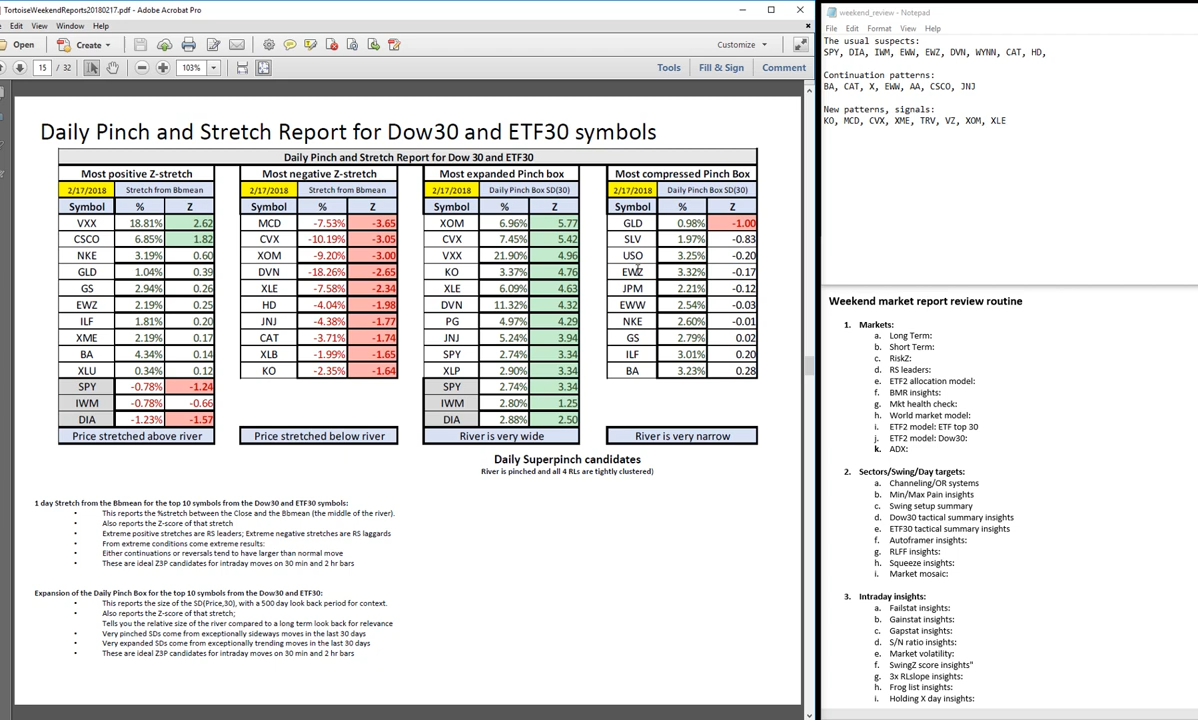 TortoiseWeekendReports20180217.pdf - Adobe Acrobat Pro
File Edit View Window Help
Open Create Customize
15 / 32 103% Tools Fill & Sign Comment
Daily Pinch and Stretch Report for Dow30 and ETF30 symbols
Daily Pinch and Stretch Report for Dow 30 and ETF30
Most positive Z-stretch Most negative Z-stretch Most expanded Pinch box Most compressed Pinch Box
2/17/2018 Stretch from Bbmean 2/17/2018 Stretch from Bbmean 2/17/2018 Daily Pinch Box SD(30) 2/17/2018 Daily Pinch Box SD(30)
Symbol % Z Symbol % Z Symbol % Z Symbol % Z
VXX 18.81% 2.62 MCD -7.53% -3.65 XOM 6.96% 5.77 GLD 0.98% -1.00
CSCO 6.85% 1.82 CVX -10.19% -3.05 CVX 7.45% 5.42 SLV 1.97% -0.83
NKE 3.19% 0.60 XOM -9.20% -3.00 VXX 21.90% 4.96 USO 3.25% -0.20
GLD 1.04% 0.39 DVN -18.26% -2.65 KO 3.37% 4.76 EWZ 3.32% -0.17
GS 2.94% 0.26 XLE -7.58% -2.34 XLE 6.09% 4.63 JPM 2.21% -0.12
EWZ 2.19% 0.25 HD -4.04% -1.98 DVN 11.32% 4.32 EWW 2.54% -0.03
ILF 1.81% 0.20 JNJ -4.38% -1.77 PG 4.97% 4.29 NKE 2.60% -0.01
XME 2.19% 0.17 CAT -3.71% -1.74 JNJ 5.24% 3.94 GS 2.79% 0.02
BA 4.34% 0.14 XLB -1.99% -1.65 SPY 2.74% 3.34 ILF 3.01% 0.20
XLU 0.34% 0.12 KO -2.35% -1.64 XLP 2.90% 3.34 BA 3.23% 0.28
SPY -0.78% -1.24 SPY 2.74% 3.34
IWM -0.78% -0.66 IWM 2.80% 1.25
DIA -1.23% -1.57 DIA 2.88% 2.50
Price stretched above river Price stretched below river River is very wide River is very narrow
Daily Superpinch candidates
River is pinched and all 4 RLs are tightly clustered)
1 day Stretch from the Bbmean for the top 10 symbols from the Dow30 and ETF30 symbols:
• This reports the %stretch between the Close and the Bbmean (the middle of the river).
• Also reports the Z-score of that stretch
• Extreme positive stretches are RS leaders; Extreme negative stretches are RS laggards
• From extreme conditions come extreme results:
• Either continuations or reversals tend to have larger than normal move
• These are ideal Z3P candidates for intraday moves on 30 min and 2 hr bars
Expansion of the Daily Pinch Box for the top 10 symbols from the Dow30 and ETF30:
• This reports the size of the SD(Price,30), with a 500 day look back period for context.
• Also reports the Z-score of that stretch;
Tells you the relative size of the river compared to a long term look back for relevance
• Very pinched SDs come from exceptionally sideways moves in the last 30 days
• Very expanded SDs come from exceptionally trending moves in the last 30 days
• These are ideal Z3P candidates for intraday moves on 30 min and 2 hr bars
weekend_review - Notepad
File Edit Format View Help
The usual suspects:
SPY, DIA, IWM, EWW, EWZ, DVN, WYNN, CAT, HD,
Continuation patterns:
BA, CAT, X, EWW, AA, CSCO, JNJ
New patterns, signals:
KO, MCD, CVX, XME, TRV, VZ, XOM, XLE
Weekend market report review routine
1. Markets:
a. Long Term:
b. Short Term:
c. RiskZ:
d. RS leaders:
e. ETF2 allocation model:
f. BMR insights:
g. Mkt health check:
h. World market model:
i. ETF2 model: ETF top 30
j. ETF2 model: Dow30:
k. ADX:
2. Sectors/Swing/Day targets:
a. Channeling/OR systems
b. Min/Max Pain insights
c. Swing setup summary
d. Dow30 tactical summary insights
e. ETF30 tactical summary insights
f. Autoframer insights:
g. RLFF insights:
h. Squeeze insights:
i. Market mosaic:
3. Intraday insights:
a. Failstat insights:
b. Gainstat insights:
c. Gapstat insights:
d. S/N ratio insights:
e. Market volatility:
f. SwingZ score insights"
g. 3x RLslope insights:
h. Frog list insights:
i. Holding X day insights: